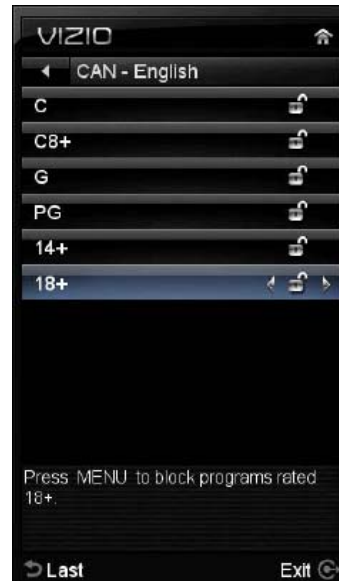 VIZIO
CAN - English
C
C8+
G
PG
14+
18+
Press MENU to block programs rated
18+.
Last Exit